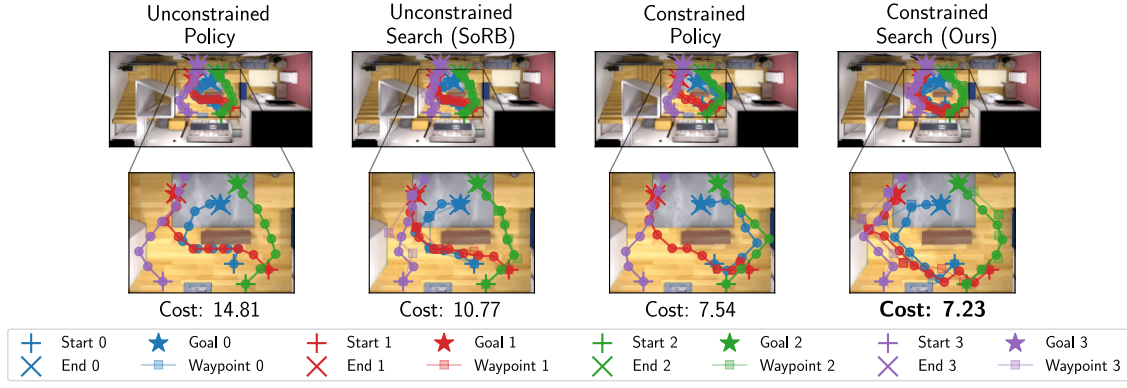 Unconstrained
Policy
Unconstrained
Search (SoRB)
Constrained
Policy
Constrained
Search (Ours)
Cost: 14.81
Cost: 10.77
Cost: 7.54
Cost: 7.23
Start 0
Goal 0
Start 1
Goal 1
Start 2
Goal 2
Start 3
Goal 3
End 0
Waypoint 0
End 1
Waypoint 1
End 2
Waypoint 2
End 3
Waypoint 3